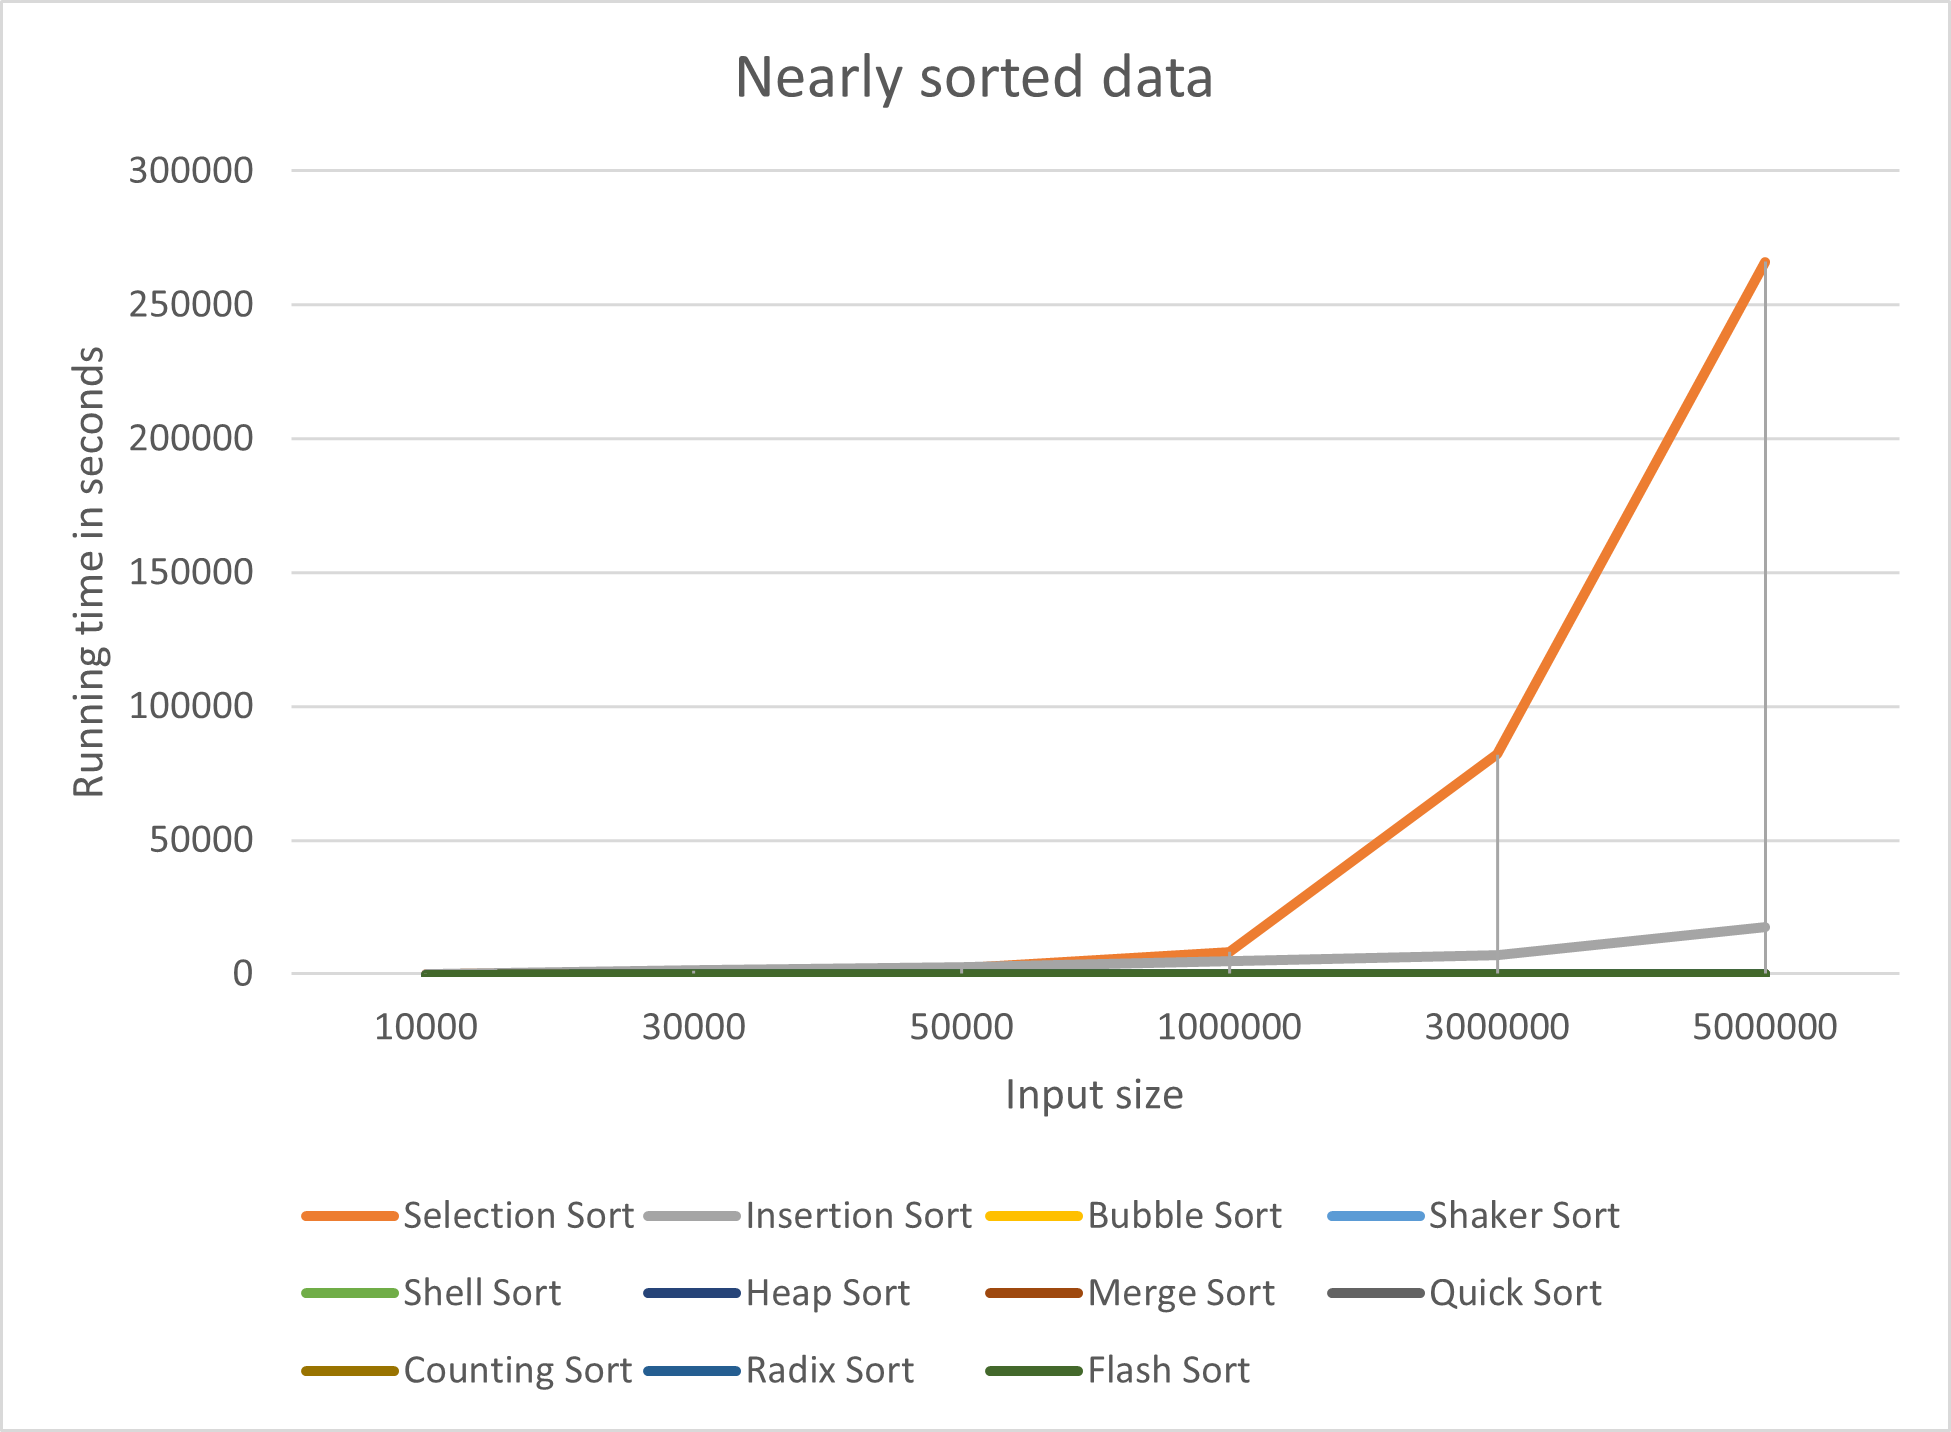 Nearly sorted data
300000
250000
200000
150000
100000
50000
0
Running time in seconds
10000 30000 50000 1000000 3000000 5000000
Input size
Selection Sort Insertion Sort Bubble Sort Shaker Sort
Shell Sort Heap Sort Merge Sort Quick Sort
Counting Sort Radix Sort Flash Sort